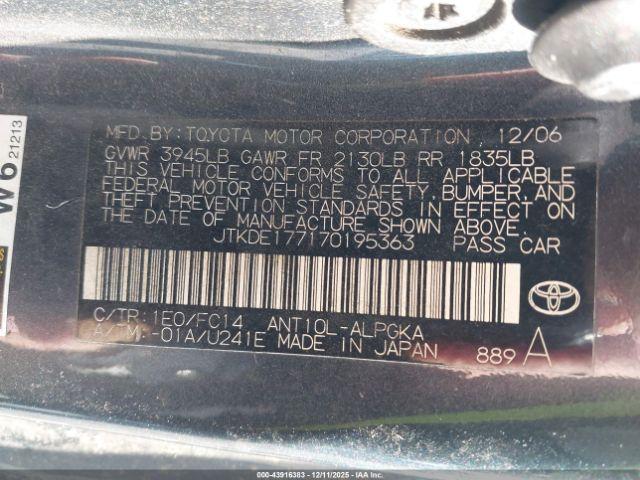 MFD.BY:TOYOTA MOTOR CORPORATION 12/06
GVWR 3945LB GAWR FR 2130LB RR 1835LB
THIS VEHICLE CONFORMS TO ALL APPLICABLE
FEDERAL MOTOR VEHICLE SAFETY, BUMPER,AND
THEFT PREVENTION STANDARDS IN EFFECT ON
THE DATE OF MANUFACTURE SHOWN ABOVE.
JTKDE177170195363 PASS CAR
C/TR:1E0/FC14 ANT10L-ALPGKA
A/TM:-01A/U241E MADE IN JAPAN
889 A
W6 21213
000-43916383 - 12/11/2025 - IAA Inc.